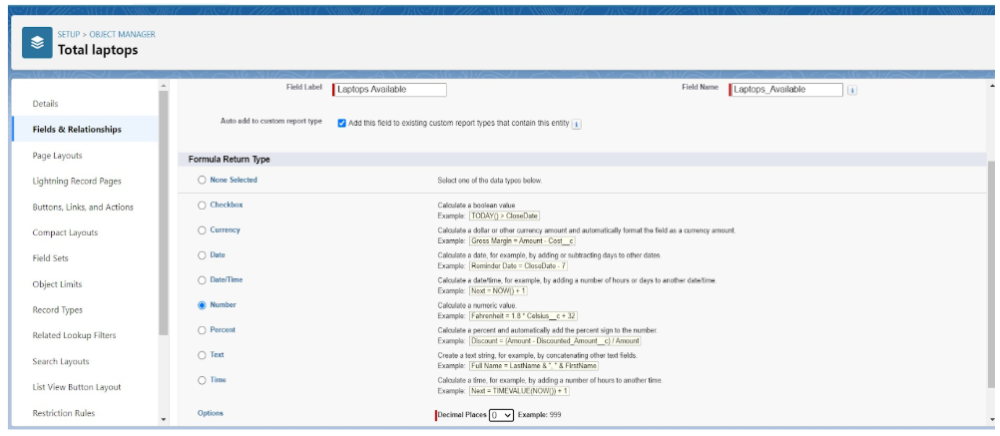 SETUP > OBJECT MANAGER
Total laptops
Details
Fields & Relationships
Page Layouts
Lightning Record Pages
Buttons, Links, and Actions
Compact Layouts
Field Sets
Object Limits
Record Types
Related Lookup Filters
Search Layouts
List View Button Layout
Restriction Rules
Field Label Laptops Available Field Name Laptops_Available i
Auto add to custom report type Add this field to existing custom report types that contain this entity i
Formula Return Type
None Selected Select one of the data types below.
Checkbox Calculate a boolean value
Example: TODAY() > CloseDate
Currency Calculate a dollar or other currency amount and automatically format the field as a currency amount.
Example: Gross Margin = Amount - Cost__c
Date Calculate a date, for example, by adding or subtracting days to other dates.
Example: Reminder Date = CloseDate - 7
Date/Time Calculate a date/time, for example, by adding a number of hours or days to another date/time.
Example: Next = NOW() + 1
Number Calculate a numeric value.
Example: Fahrenheit = 1.8 * Celsius__c + 32
Percent Calculate a percent and automatically add the percent sign to the number.
Example: Discount = (Amount - Discounted_Amount__c) / Amount
Text Create a text string, for example, by concatenating other text fields.
Example: Full Name = LastName & ", " & FirstName
Time Calculate a time, for example, by adding a number of hours to another time.
Example: Next = TIMEVALUE(NOW()) + 1
Options Decimal Places 0 Example: 999